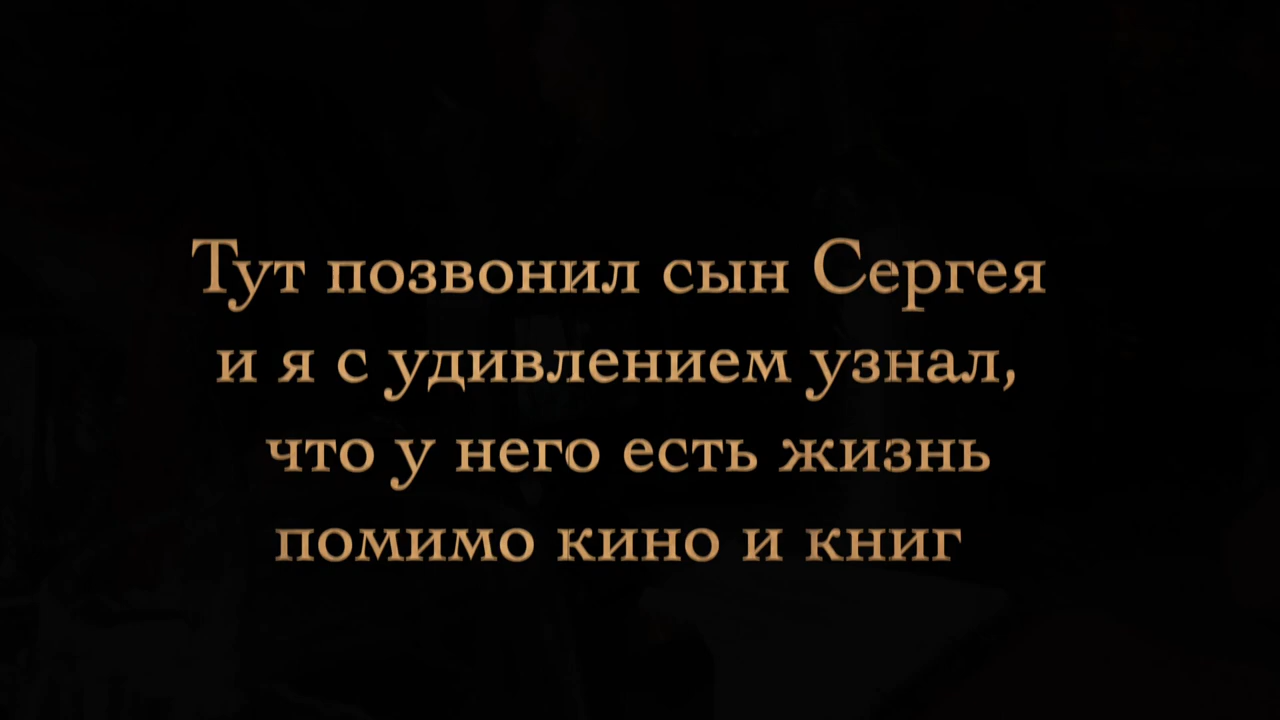 Тут позвонил сын Сергея
и я с удивлением узнал,
что у него есть жизнь
помимо кино и книг